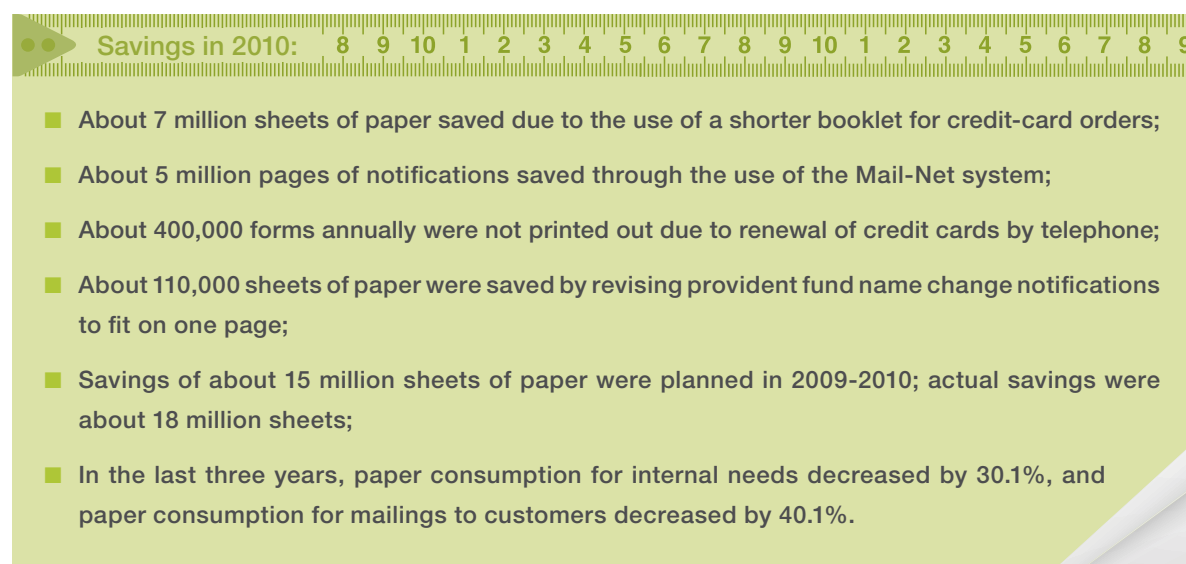 Savings in 2010: 8 9 10 1 2 3 4 5 6 7 8 9 10 1 2 3 4 5 6 7 8 9
■ About 7 million sheets of paper saved due to the use of a shorter booklet for credit-card orders;
■ About 5 million pages of notifications saved through the use of the Mail-Net system;
■ About 400,000 forms annually were not printed out due to renewal of credit cards by telephone;
■ About 110,000 sheets of paper were saved by revising provident fund name change notifications
to fit on one page;
■ Savings of about 15 million sheets of paper were planned in 2009-2010; actual savings were
about 18 million sheets;
■ In the last three years, paper consumption for internal needs decreased by 30.1%, and
paper consumption for mailings to customers decreased by 40.1%.